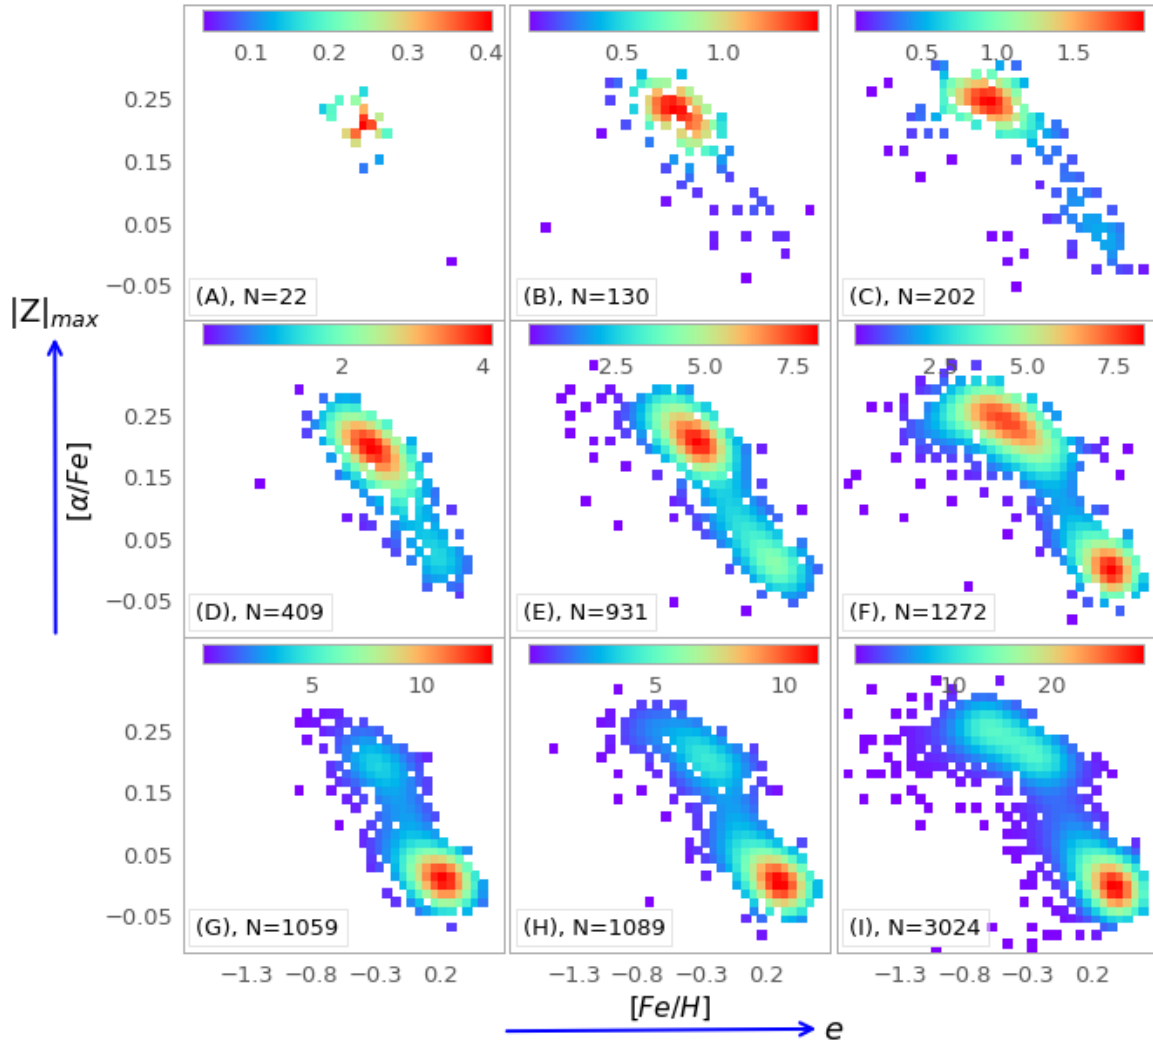 0.1 0.2 0.3 0.4
0.5 1.0
0.5 1.0 1.5
0.25
0.15
0.05
−0.05
(A), N=22
(B), N=130
(C), N=202
|Z|max
[α/Fe]
2 4
2.5 5.0 7.5
2.5 5.0 7.5
0.25
0.15
0.05
−0.05
(D), N=409
(E), N=931
(F), N=1272
5 10
5 10
10 20
0.25
0.15
0.05
−0.05
(G), N=1059
(H), N=1089
(I), N=3024
−1.3 −0.8 −0.3 0.2
−1.3 −0.8 −0.3 0.2
−1.3 −0.8 −0.3 0.2
[Fe/H]
e